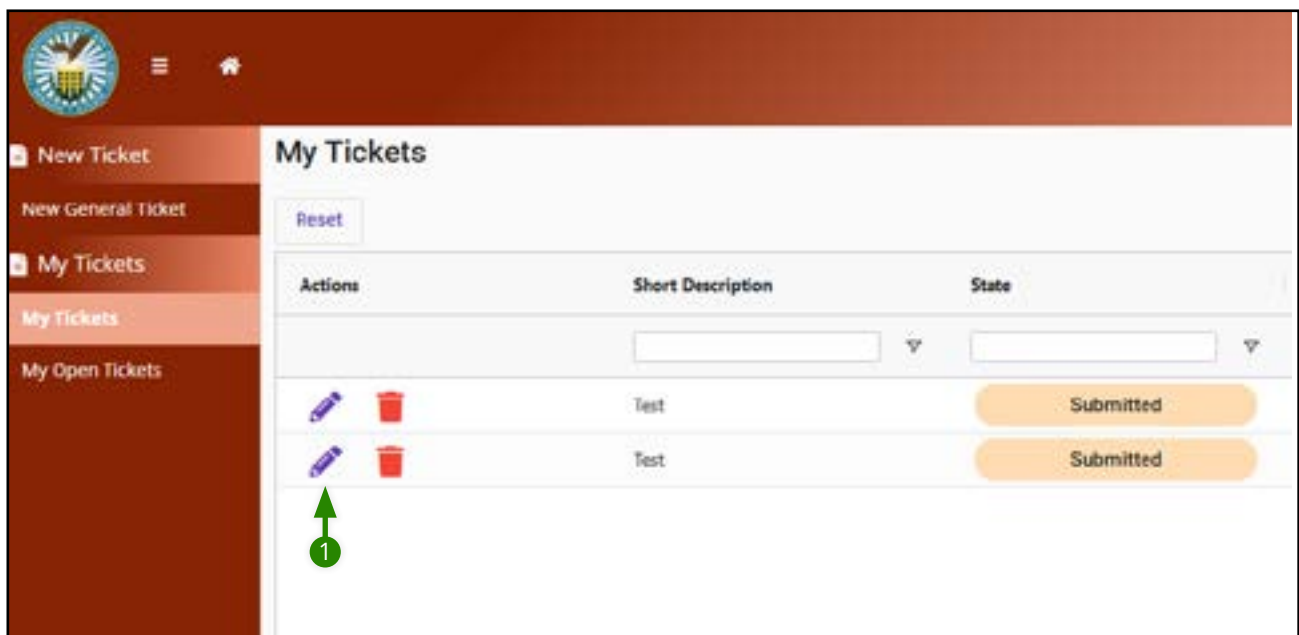 New Ticket
New General Ticket
My Tickets
My Tickets
My Open Tickets
My Tickets
Reset
Actions Short Description State
Test Submitted
Test Submitted
1